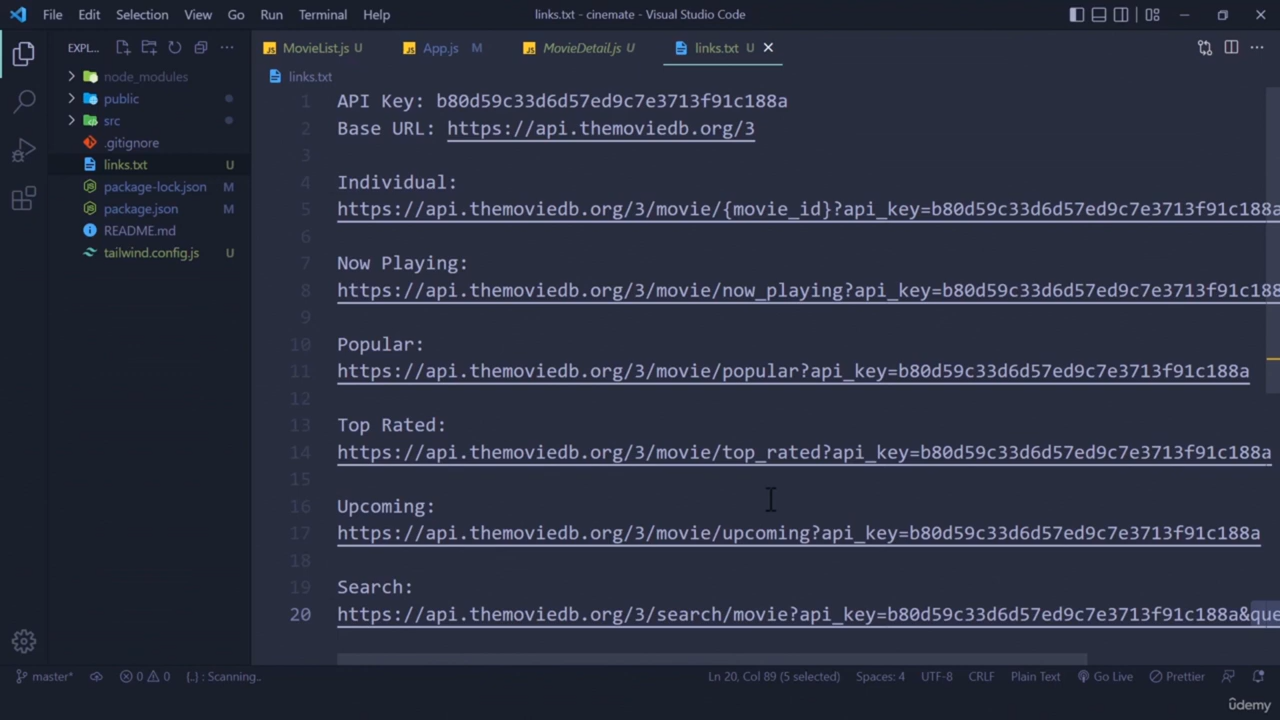 File Edit Selection View Go Run Terminal Help
links.txt - cinemate - Visual Studio Code
EXPL...
MovieList.js U
App.js M
MovieDetail.js U
links.txt U
node_modules
public
src
.gitignore
links.txt U
package-lock.json M
package.json M
README.md
tailwind.config.js U
links.txt
1 API Key: b80d59c33d6d57ed9c7e3713f91c188a
2 Base URL: https://api.themoviedb.org/3
3
4 Individual:
5 https://api.themoviedb.org/3/movie/{movie_id}?api_key=b80d59c33d6d57ed9c7e3713f91c188a
6
7 Now Playing:
8 https://api.themoviedb.org/3/movie/now_playing?api_key=b80d59c33d6d57ed9c7e3713f91c188
9
10 Popular:
11 https://api.themoviedb.org/3/movie/popular?api_key=b80d59c33d6d57ed9c7e3713f91c188a
12
13 Top Rated:
14 https://api.themoviedb.org/3/movie/top_rated?api_key=b80d59c33d6d57ed9c7e3713f91c188a
15
16 Upcoming:
17 https://api.themoviedb.org/3/movie/upcoming?api_key=b80d59c33d6d57ed9c7e3713f91c188a
18
19 Search:
20 https://api.themoviedb.org/3/search/movie?api_key=b80d59c33d6d57ed9c7e3713f91c188a&que
master* 0 0 {..} : Scanning..
Ln 20, Col 89 (5 selected) Spaces: 4 UTF-8 CRLF Plain Text Go Live Prettier
ûdemy